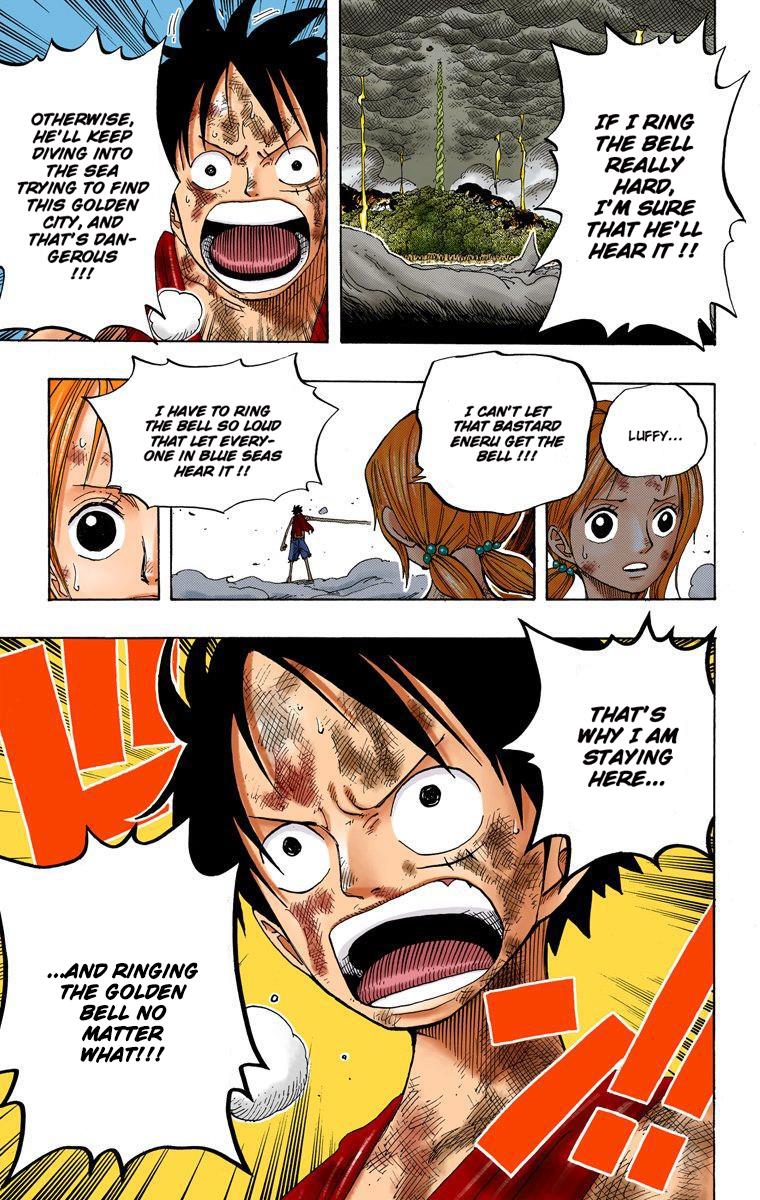 IF I RING
THE BELL
REALLY
HARD,
I'M SURE
THAT HE'LL
HEAR IT !!
OTHERWISE,
HE'LL KEEP
DIVING INTO
THE SEA
TRYING TO FIND
THIS GOLDEN
CITY, AND
THAT'S DAN-
GEROUS
!!!
LUFFY...
I CAN'T LET
THAT BASTARD
ENERU GET THE
BELL !!!
I HAVE TO RING
THE BELL SO LOUD
THAT LET EVERY-
ONE IN BLUE SEAS
HEAR IT !!
THAT'S
WHY I AM
STAYING
HERE...
...AND RINGING
THE GOLDEN
BELL NO
MATTER
WHAT!!!